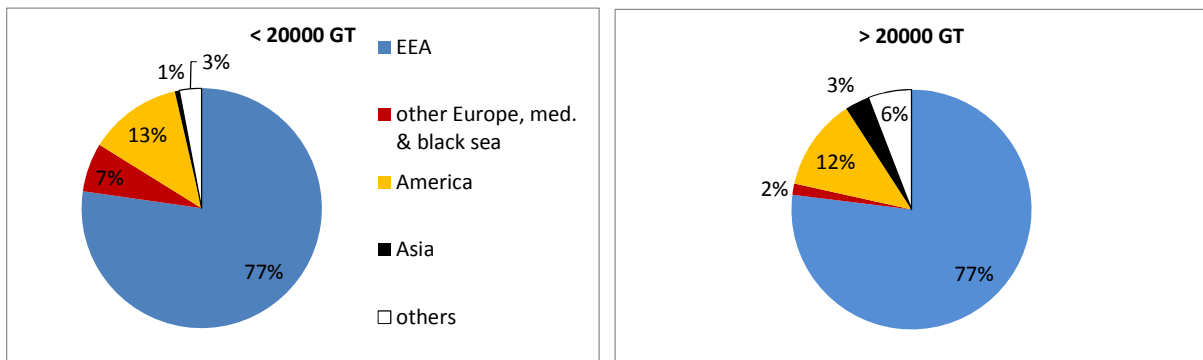 < 20000 GT
EEA
other Europe, med.
& black sea
America
Asia
others
1%
3%
13%
7%
77%
> 20000 GT
3%
6%
12%
2%
77%